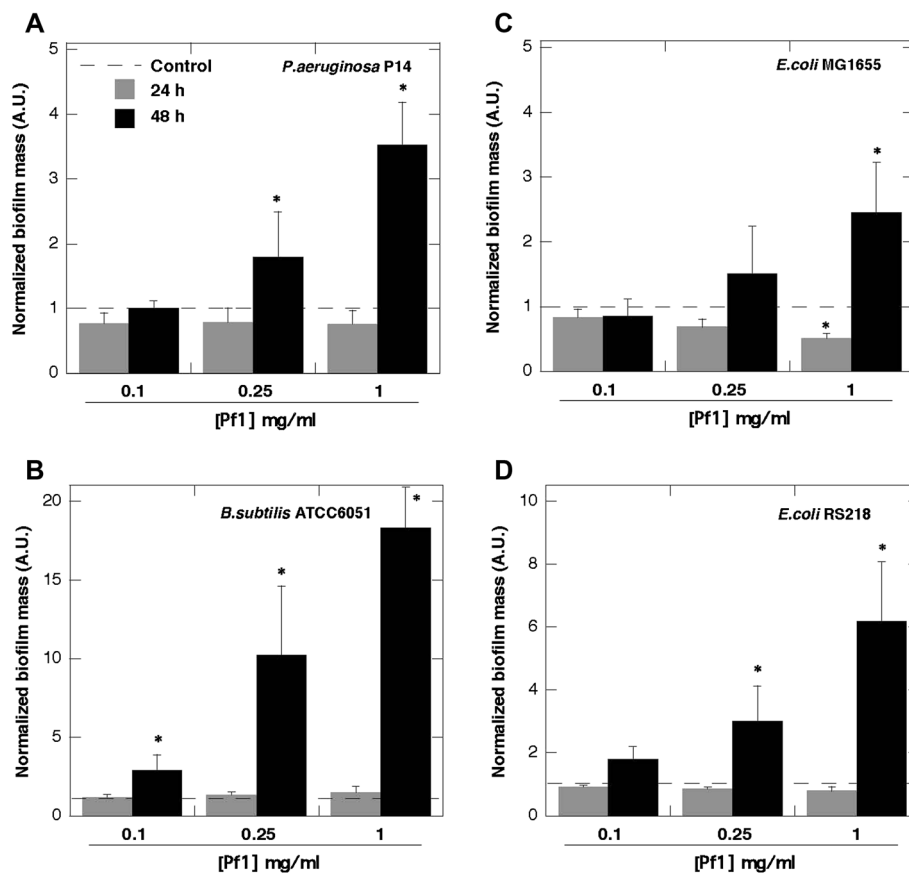 A
Normalized biofilm mass (A.U.)
5
4
3
2
1
0
Control
24 h
48 h
P.aeruginosa P14
*
*
0.1 0.25 1
[Pf1] mg/ml
C
Normalized biofilm mass (A.U.)
5
4
3
2
1
0
E.coli MG1655
*
*
0.1 0.25 1
[Pf1] mg/ml
B
Normalized biofilm mass (A.U.)
20
15
10
5
0
B.subtilis ATCC6051
*
*
*
0.1 0.25 1
[Pf1] mg/ml
D
Normalized biofilm mass (A.U.)
10
8
6
4
2
0
E.coli RS218
*
*
0.1 0.25 1
[Pf1] mg/ml